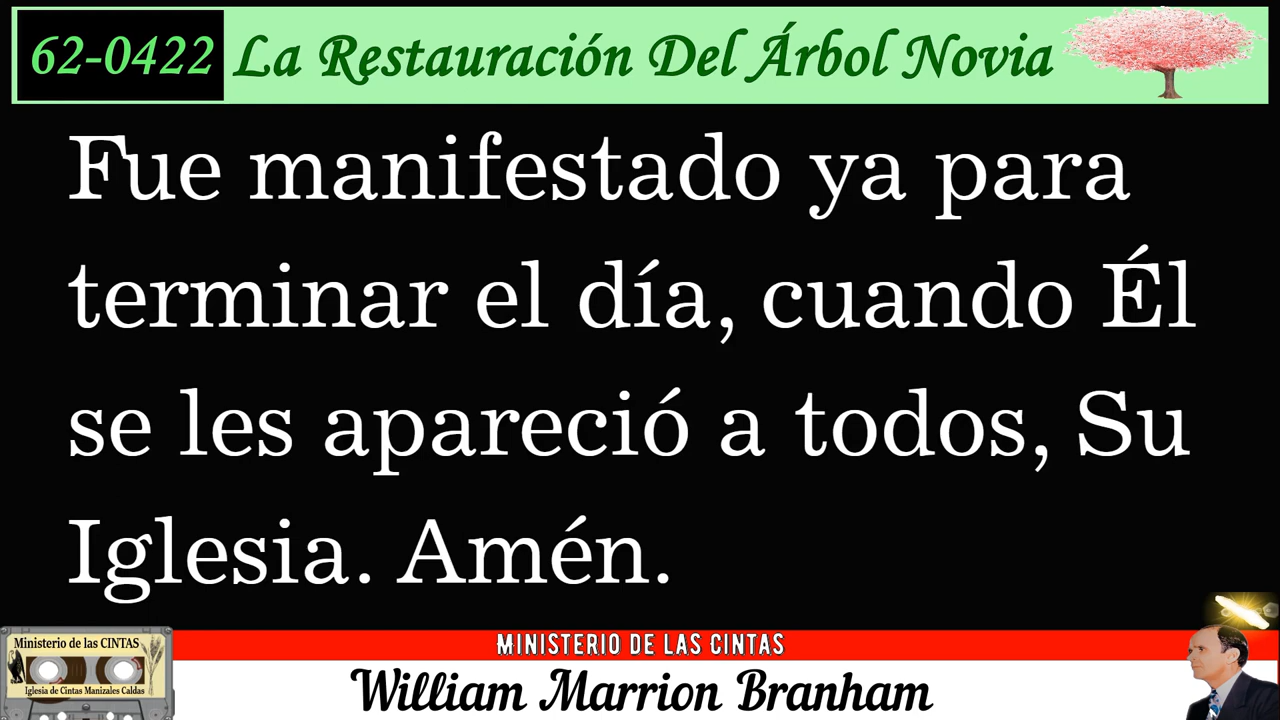 62-0422 La Restauración Del Árbol Novia
Fue manifestado ya para
terminar el día, cuando Él
se les apareció a todos, Su
Iglesia. Amén.
MINISTERIO DE LAS CINTAS
William Marrion Branham
Ministerio de las CINTAS
Iglesia de Cintas Manizales Caldas